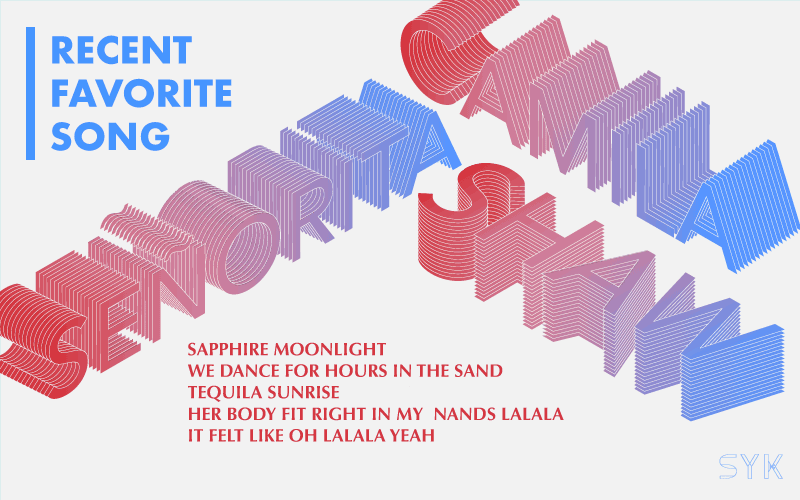 RECENT
FAVORITE
SONG
SEÑORITA
CAMILA
SHAWN
SAPPHIRE MOONLIGHT
WE DANCE FOR HOURS IN THE SAND
TEQUILA SUNRISE
HER BODY FIT RIGHT IN MY  NANDS LALALA
IT FELT LIKE OH LALALA YEAH
SYK